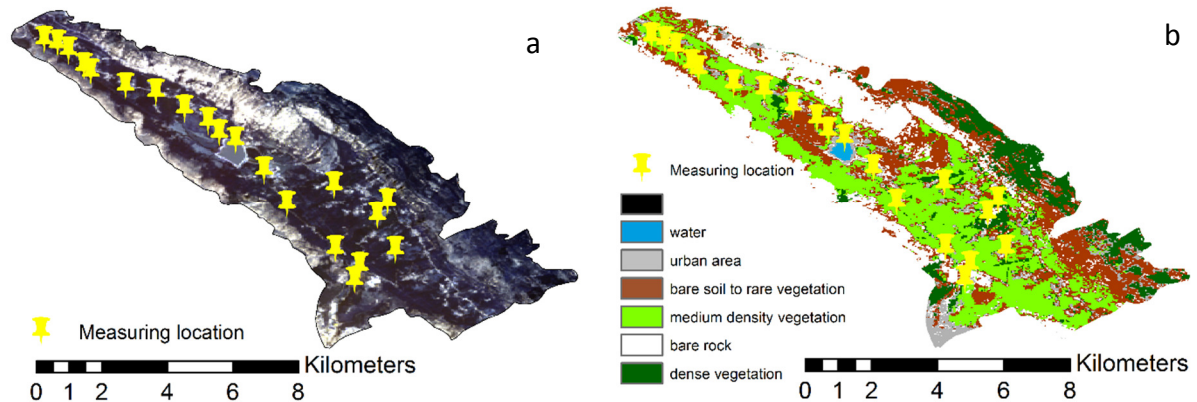 a
Measuring location
Kilometers
0 1 2 4 6 8
b
Measuring location
water
urban area
bare soil to rare vegetation
medium density vegetation
bare rock
dense vegetation
Kilometers
0 1 2 4 6 8